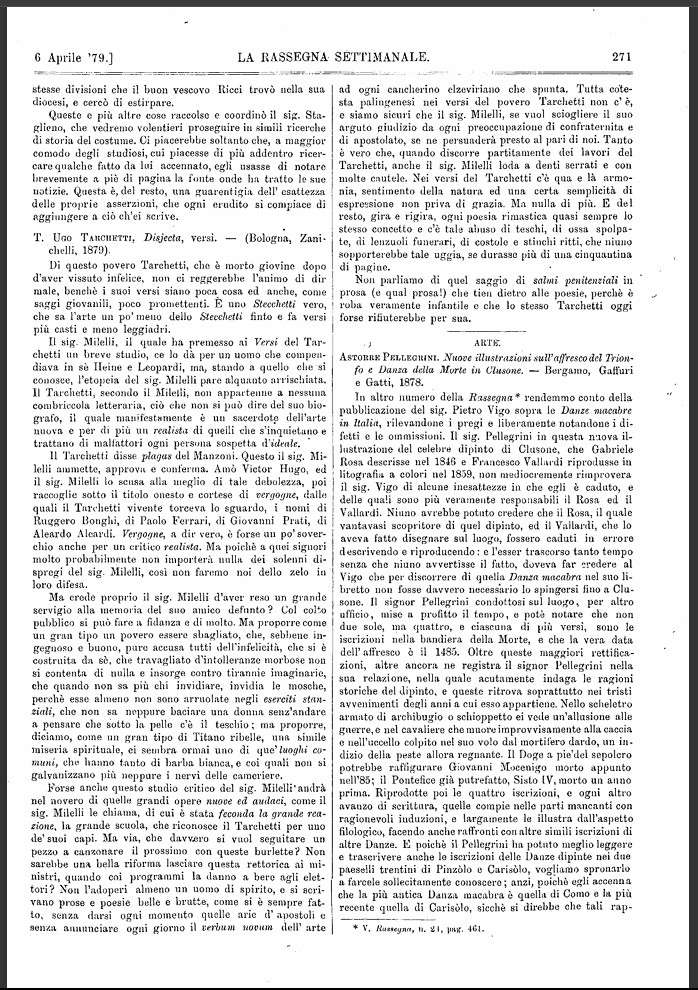 6 Aprile '79.]
LA RASSEGNA SETTIMANALE.
271
stesse divisioni che il buon vescovo Ricci trovò nella sua
diocesi, e cercò di estirpare.
Queste e più altre cose raccolse e coordinò il sig. Sta-
glieno, che vedremo volentieri proseguire in simili ricerche
di storia del costume. Ci piacerebbe soltanto che, a maggior
comodo degli studiosi, cui piacesse di più addentro ricer-
care qualche fatto da lui accennato, egli usasse di notare
brevemente a piè di pagina la fonte onde ha tratto le sue
notizie. Questa è, del resto, una guarentigia dell' esattezza
delle proprie asserzioni, che ogni erudito si compiace di
aggiungere a ciò ch'ei scrive.
T. UGO TARCHETTI, Disjecta, versi. — (Bologna, Zani-
chelli, 1879).
Di questo povero Tarchetti, che è morto giovine dopo
d'aver vissuto infelice, non ci reggerebbe l'animo di dir
male, benchè i suoi versi siano poca cosa ed anche, come
saggi giovanili, poco promettenti. È uno Stecchetti vero,
che sa l'arte un po' meno dello Stecchetti finto e fa versi
più casti e meno leggiadri.
Il sig. Milelli, il quale ha premesso ai Versi del Tar-
chetti un breve studio, ce lo dà per un uomo che compen-
diava in sè Heine e Leopardi, ma, stando a quello che si
conosce, l'etopeia del sig. Milelli pare alquanto arrischiata.
Il Tarchetti, secondo il Milelli, non appartenne a nessuna
combriccola letteraria, ciò che non si può dire del suo bio-
grafo, il quale manifestamente è un sacerdote dell'arte
nuova e per di più un realista di quelli che s'inquietano e
trattano di malfattori ogni persona sospetta d'ideale.
Il Tarchetti disse plagas del Manzoni. Questo il sig. Mi-
lelli ammette, approva e conferma. Amò Victor Hugo, ed
il sig. Milelli lo scusa alla meglio di tale debolezza, poi
raccoglie sotto il titolo onesto e cortese di vergogne, dalle
quali il Tarchetti vivente torceva lo sguardo, i nomi di
Ruggero Bonghi, di Paolo Ferrari, di Giovanni Prati, di
Aleardo Aleardi. Vergogne, a dir vero, è forse un po' sover-
chio anche per un critico realista. Ma poichè a quei signori
molto probabilmente non importerà nulla dei solenni di-
spregi del sig. Milelli, così non faremo noi dello zelo in
loro difesa.
Ma crede proprio il sig. Milelli d'aver reso un grande
servigio alla memoria del suo amico defunto? Col colto
pubblico si può fare a fidanza e di molto. Ma proporre come
un gran tipo un povero essere sbagliato, che, sebbene in-
gegnoso e buono, pure accusa tutti dell'infelicità, che si è
costruita da sè, che travagliato d'intolleranze morbose non
si contenta di nulla e insorge contro tirannie imaginarie,
che quando non sa più chi invidiare, invidia le mosche,
perchè esse almeno non sono arruolate negli eserciti stan-
ziali, che non sa neppure baciare una donna senz'andare
a pensare che sotto la pelle c'è il teschio; ma proporre,
diciamo, come un gran tipo di Titano ribelle, una simile
miseria spirituale, ci sembra ormai uno di que' luoghi co-
muni, che hanno tanto di barba bianca, e coi quali non si
galvanizzano più neppure i nervi delle cameriere.
Forse anche questo studio critico del sig. Milelli andrà
nel novero di quelle grandi opere nuove ed audaci, come il
sig. Milelli le chiama, di cui è stata feconda la grande rea-
zione, la grande scuola, che riconosce il Tarchetti per uno
de' suoi capi. Ma via, che davvero si vuol seguitare un
pezzo a canzonare il prossimo con queste burlette? Non
sarebbe una bella riforma lasciare questa rettorica ai mi-
nistri, quando coi programmi la danno a bere agli elet-
tori? Non l'adoperi almeno un uomo di spirito, e si scri-
vano prose e poesie belle e brutte, come si è sempre fat-
to, senza darsi ogni momento quelle arie d' apostoli e
senza annunciare ogni giorno il verbum novum dell' arte
ad ogni cancherino elzeviriano che spunta. Tutta cote-
sta palingenesi nei versi del povero Tarchetti non c' è,
e siamo sicuri che il sig. Milelli, se vuol sciogliere il suo
arguto giudizio da ogni preoccupazione di confraternita e
di apostolato, se ne persuaderà presto al pari di noi. Tanto
è vero che, quando discorre partitamente dei lavori del
Tarchetti, anche il sig. Milelli loda a denti serrati e con
molte cautele. Nei versi del Tarchetti c'è qua e là armo-
nia, sentimento della natura ed una certa semplicità di
espressione non priva di grazia. Ma nulla di più. E del
resto, gira e rigira, ogni poesia rimastica quasi sempre lo
stesso concetto e c'è tale abuso di teschi, di ossa spolpa-
te, di lenzuoli funerari, di costole e stinchi ritti, che niuno
sopporterebbe tale uggia, se durasse più di una cinquantina
di pagine.
Non parliamo di quel saggio di salmi penitenziali in
prosa (e qual prosa!) che tien dietro alle poesie, perchè è
roba veramente infantile e che lo stesso Tarchetti oggi
forse rifiuterebbe per sua.
ARTE.
ASTORRE PELLEGRINI. Nuove illustrazioni sull'affresco del Trion-
fo e Danza della Morte in Clusone. — Bergamo, Gaffuri
e Gatti, 1878.
In altro numero della Rassegna* rendemmo conto della
pubblicazione del sig. Pietro Vigo sopra le Danze macabre
in Italia, rilevandone i pregi e liberamente notandone i di-
fetti e le ommissioni. Il sig. Pellegrini in questa nuova il-
lustrazione del celebre dipinto di Clusone, che Gabriele
Rosa descrisse nel 1846 e Francesco Vallardi riprodusse in
litografia a colori nel 1859, non mediocremente rimprovera
il sig. Vigo di alcune inesattezze in che egli è caduto, e
delle quali sono più veramente responsabili il Rosa ed il
Vallardi. Niuno avrebbe potuto credere che il Rosa, il quale
vantavasi scopritore di quel dipinto, ed il Vallardi, che lo
aveva fatto disegnare sul luogo, fossero caduti in errore
descrivendo e riproducendo: e l'esser trascorso tanto tempo
senza che niuno avvertisse il fatto, doveva far credere al
Vigo che per discorrere di quella Danza macabra nel suo li-
bretto non fosse davvero necessario lo spingersi fino a Clu-
sone. Il signor Pellegrini condottosi sul luogo, per altro
ufficio, mise a profitto il tempo, e potè notare che non
due sole, ma quattro, e ciascuna di più versi, sono le
iscrizioni nella bandiera della Morte, e che la vera data
dell' affresco è il 1485. Oltre queste maggiori rettifica-
zioni, altre ancora ne registra il signor Pellegrini nella
sua relazione, nella quale acutamente indaga le ragioni
storiche del dipinto, e queste ritrova soprattutto nei tristi
avvenimenti degli anni a cui esso appartiene. Nello scheletro
armato di archibugio o schioppetto ei vede un'allusione alle
guerre, e nel cavaliere che muore improvvisamente alla caccia
e nell'uccello colpito nel suo volo dal mortifero dardo, un in-
dizio della peste allora regnante. Il Doge a pie' del sepolcro
potrebbe raffigurare Giovanni Mocenigo morto appunto
nell'85; il Pontefice già putrefatto, Sisto IV, morto un anno
prima. Riprodotte poi le quattro iscrizioni, e ogni altro
avanzo di scrittura, quelle compie nelle parti mancanti con
ragionevoli induzioni, e largamente le illustra dall'aspetto
filologico, facendo anche raffronti con altre simili iscrizioni di
altre Danze. E poichè il Pellegrini ha potuto meglio leggere
e trascrivere anche le iscrizioni delle Danze dipinte nei due
paeselli trentini di Pinzòlo e Carisòlo, vogliamo spronarlo
a farcele sollecitamente conoscere; anzi, poichè egli accenna
che la più antica Danza macabra è quella di Como e la più
recente quella di Carisòlo, sicchè si direbbe che tali rap-
* V. Rassegna, n. 24, pag. 461.